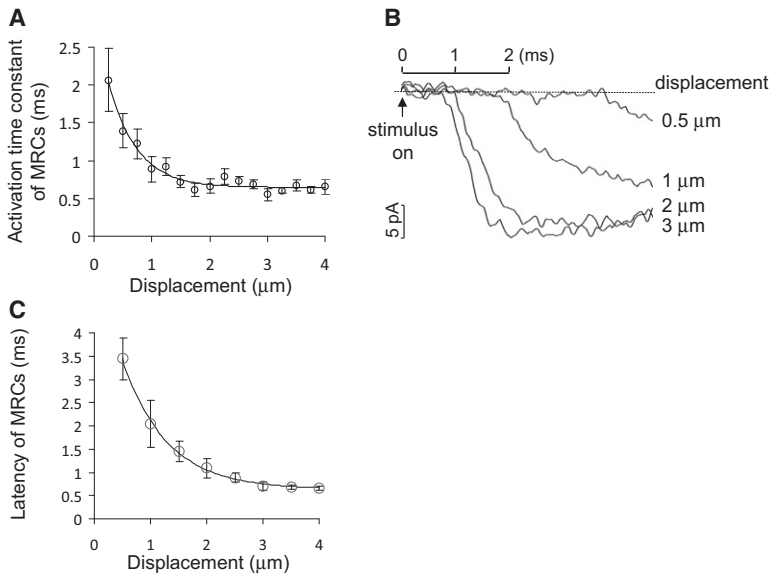 A
Activation time constant
of MRCs (ms)
2.5
2
1.5
1
0.5
0
0 1 2 3 4
Displacement (μm)
B
0 1 2 (ms)
displacement
stimulus
on
0.5 μm
1 μm
2 μm
3 μm
5 pA
C
Latency of MRCs (ms)
4
3.5
3
2.5
2
1.5
1
0.5
0
0 1 2 3 4
Displacement (μm)